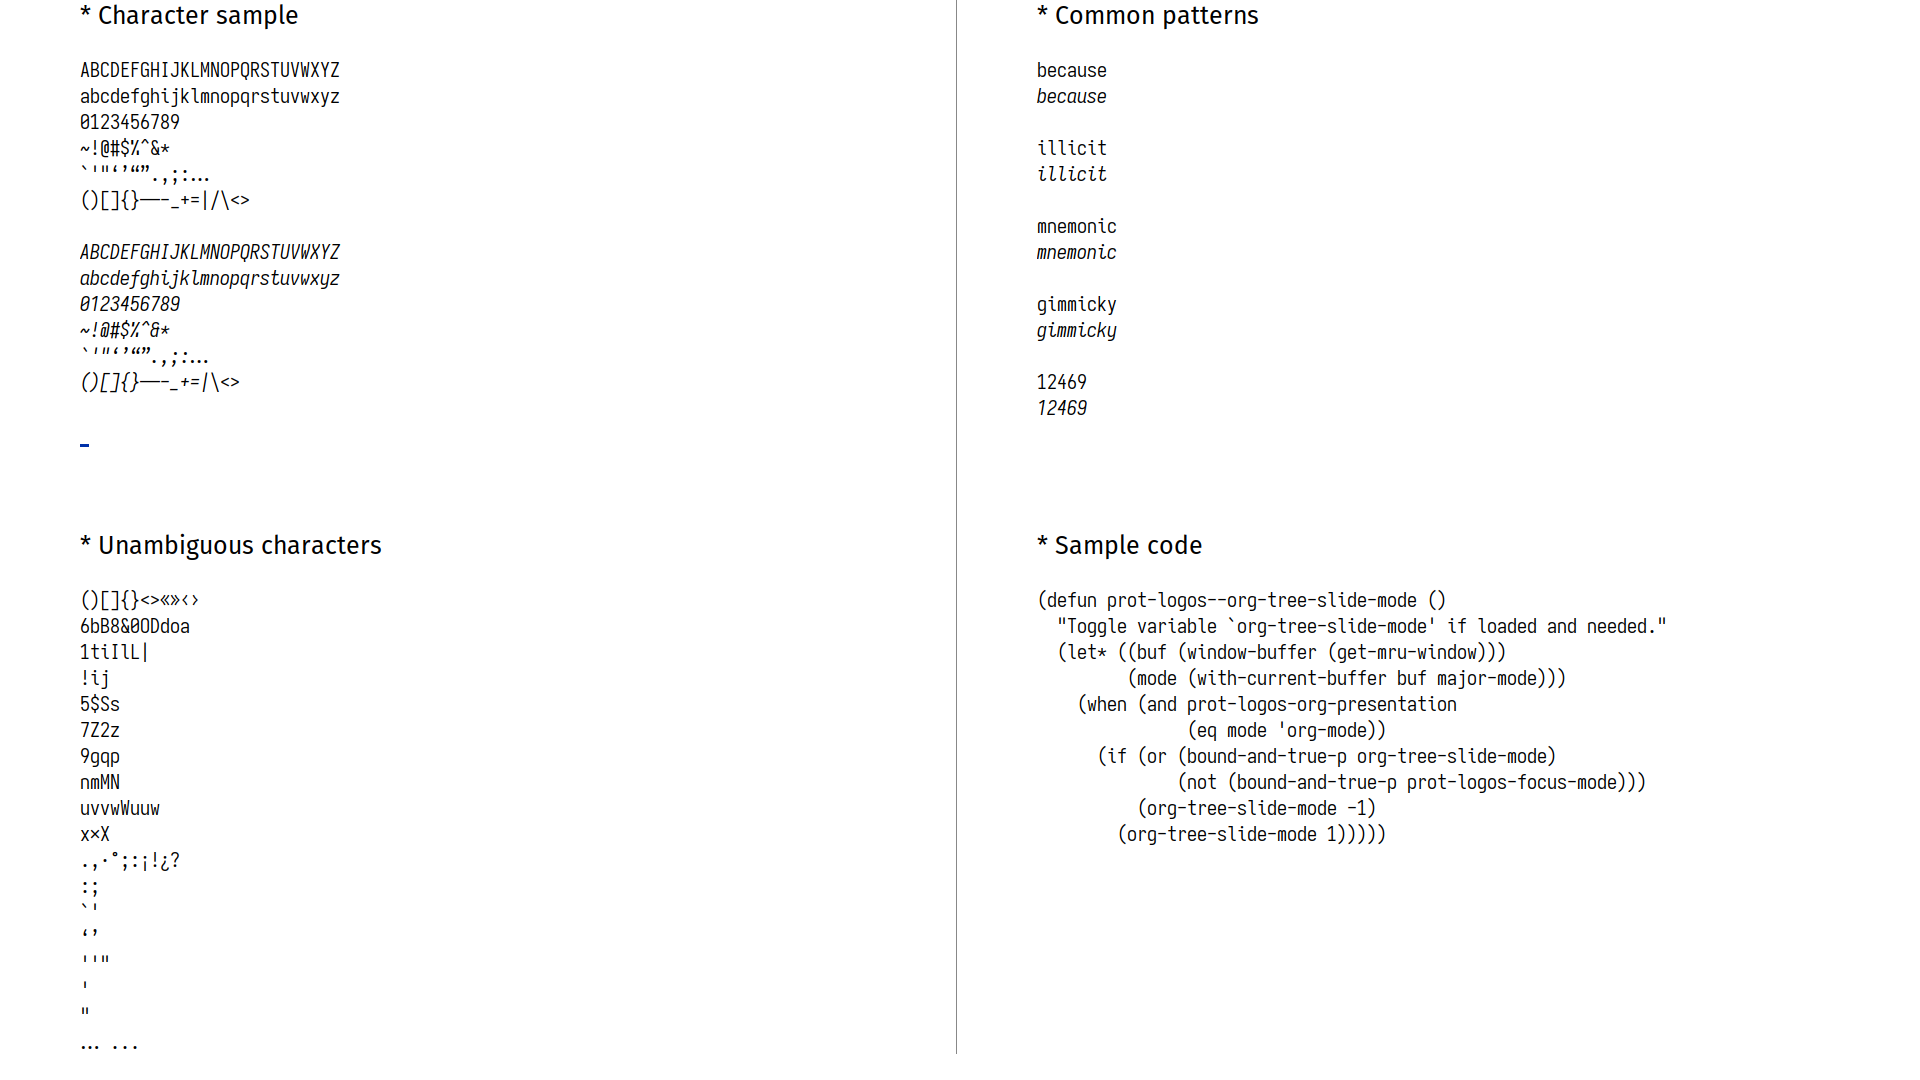 * Character sample
ABCDEFGHIJKLMNOPQRSTUVWXYZ
abcdefghijklmnopqrstuvwxyz
0123456789
~!@#$%^&*
`'"‘’“”.,;:…
()[]{}—–-_+=|/\<>
ABCDEFGHIJKLMNOPQRSTUVWXYZ
abcdefghijklmnopqrstuvwxyz
0123456789
~!@#$%^&*
`'"‘’“”.,;:…
()[]{}—–-_+=|\<>
* Unambiguous characters
()[]{}<>«»‹›
6bB8&0ODdoa
1tiIlL|
!ij
5$Ss
7Z2z
9gqp
nmMN
uvvwWuuw
x×X
.,·°;:¡!¿?
:;
`'
‘’
''"
'
"
… ...
* Common patterns
because
because
illicit
illicit
mnemonic
mnemonic
gimmicky
gimmicky
12469
12469
* Sample code
(defun prot-logos--org-tree-slide-mode ()
  "Toggle variable `org-tree-slide-mode' if loaded and needed."
  (let* ((buf (window-buffer (get-mru-window)))
         (mode (with-current-buffer buf major-mode)))
    (when (and prot-logos-org-presentation
               (eq mode 'org-mode))
      (if (or (bound-and-true-p org-tree-slide-mode)
              (not (bound-and-true-p prot-logos-focus-mode)))
          (org-tree-slide-mode -1)
        (org-tree-slide-mode 1)))))